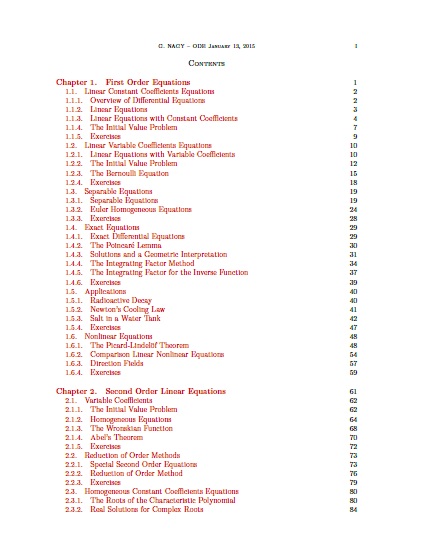 G. NAGY – ODE January 13, 2015 1
Contents
Chapter 1. First Order Equations 1
1.1. Linear Constant Coefficients Equations 2
1.1.1. Overview of Differential Equations 2
1.1.2. Linear Equations 3
1.1.3. Linear Equations with Constant Coefficients 4
1.1.4. The Initial Value Problem 7
1.1.5. Exercises 9
1.2. Linear Variable Coefficients Equations 10
1.2.1. Linear Equations with Variable Coefficients 10
1.2.2. The Initial Value Problem 12
1.2.3. The Bernoulli Equation 15
1.2.4. Exercises 18
1.3. Separable Equations 19
1.3.1. Separable Equations 19
1.3.2. Euler Homogeneous Equations 24
1.3.3. Exercises 28
1.4. Exact Equations 29
1.4.1. Exact Differential Equations 29
1.4.2. The Poincaré Lemma 30
1.4.3. Solutions and a Geometric Interpretation 31
1.4.4. The Integrating Factor Method 34
1.4.5. The Integrating Factor for the Inverse Function 37
1.4.6. Exercises 39
1.5. Applications 40
1.5.1. Radioactive Decay 40
1.5.2. Newton's Cooling Law 41
1.5.3. Salt in a Water Tank 42
1.5.4. Exercises 47
1.6. Nonlinear Equations 48
1.6.1. The Picard-Lindelöf Theorem 48
1.6.2. Comparison Linear Nonlinear Equations 54
1.6.3. Direction Fields 57
1.6.4. Exercises 59
Chapter 2. Second Order Linear Equations 61
2.1. Variable Coefficients 62
2.1.1. The Initial Value Problem 62
2.1.2. Homogeneous Equations 64
2.1.3. The Wronskian Function 68
2.1.4. Abel's Theorem 70
2.1.5. Exercises 72
2.2. Reduction of Order Methods 73
2.2.1. Special Second Order Equations 73
2.2.2. Reduction of Order Method 76
2.2.3. Exercises 79
2.3. Homogeneous Constant Coefficients Equations 80
2.3.1. The Roots of the Characteristic Polynomial 80
2.3.2. Real Solutions for Complex Roots 84